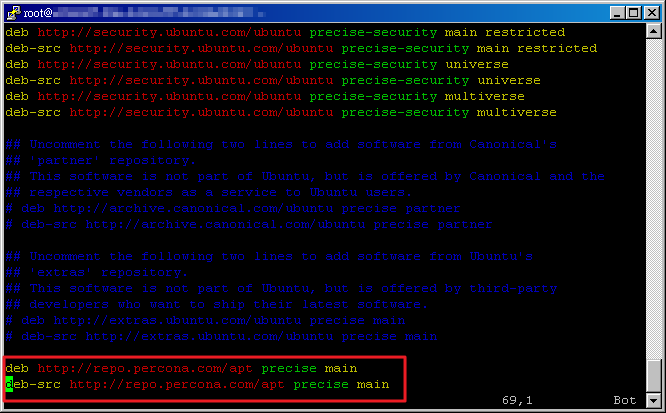 root@
deb http://security.ubuntu.com/ubuntu precise-security main restricted
deb-src http://security.ubuntu.com/ubuntu precise-security main restricted
deb http://security.ubuntu.com/ubuntu precise-security universe
deb-src http://security.ubuntu.com/ubuntu precise-security universe
deb http://security.ubuntu.com/ubuntu precise-security multiverse
deb-src http://security.ubuntu.com/ubuntu precise-security multiverse
## Uncomment the following two lines to add software from Canonical's
## 'partner' repository.
## This software is not part of Ubuntu, but is offered by Canonical and the
## respective vendors as a service to Ubuntu users.
# deb http://archive.canonical.com/ubuntu precise partner
# deb-src http://archive.canonical.com/ubuntu precise partner
## Uncomment the following two lines to add software from Ubuntu's
## 'extras' repository.
## This software is not part of Ubuntu, but is offered by third-party
## developers who want to ship their latest software.
# deb http://extras.ubuntu.com/ubuntu precise main
# deb-src http://extras.ubuntu.com/ubuntu precise main
deb http://repo.percona.com/apt precise main
deb-src http://repo.percona.com/apt precise main
69,1 Bot